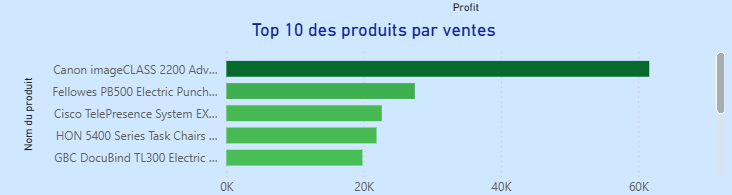 Profit
Top 10 des produits par ventes
Nom du produit
Canon imageCLASS 2200 Adv...
Fellowes PB500 Electric Punch...
Cisco TelePresence System EX...
HON 5400 Series Task Chairs ...
GBC DocuBind TL300 Electric ...
0K 20K 40K 60K